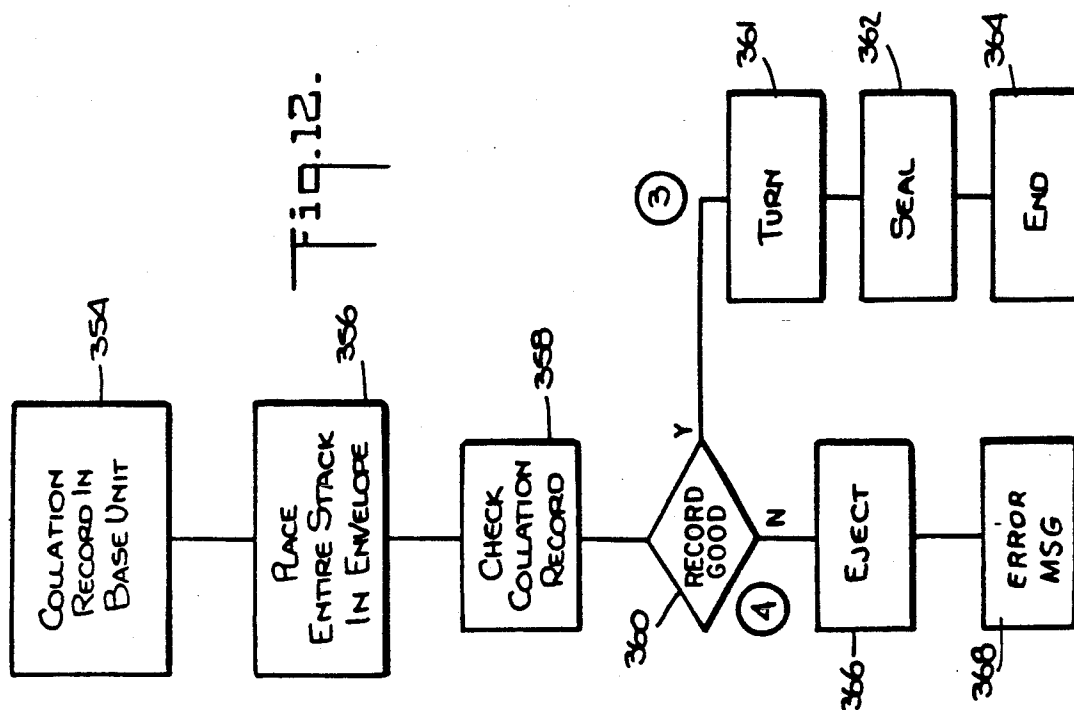 Fig.12.
COLLATION
RECORD IN
BASE UNIT
354
PLACE
ENTIRE STACK
IN ENVELOPE
356
CHECK
COLLATION
RECORD
358
RECORD
GOOD
360
Y
N
3
4
TURN
361
SEAL
362
END
364
EJECT
366
ERROR
MSG
368